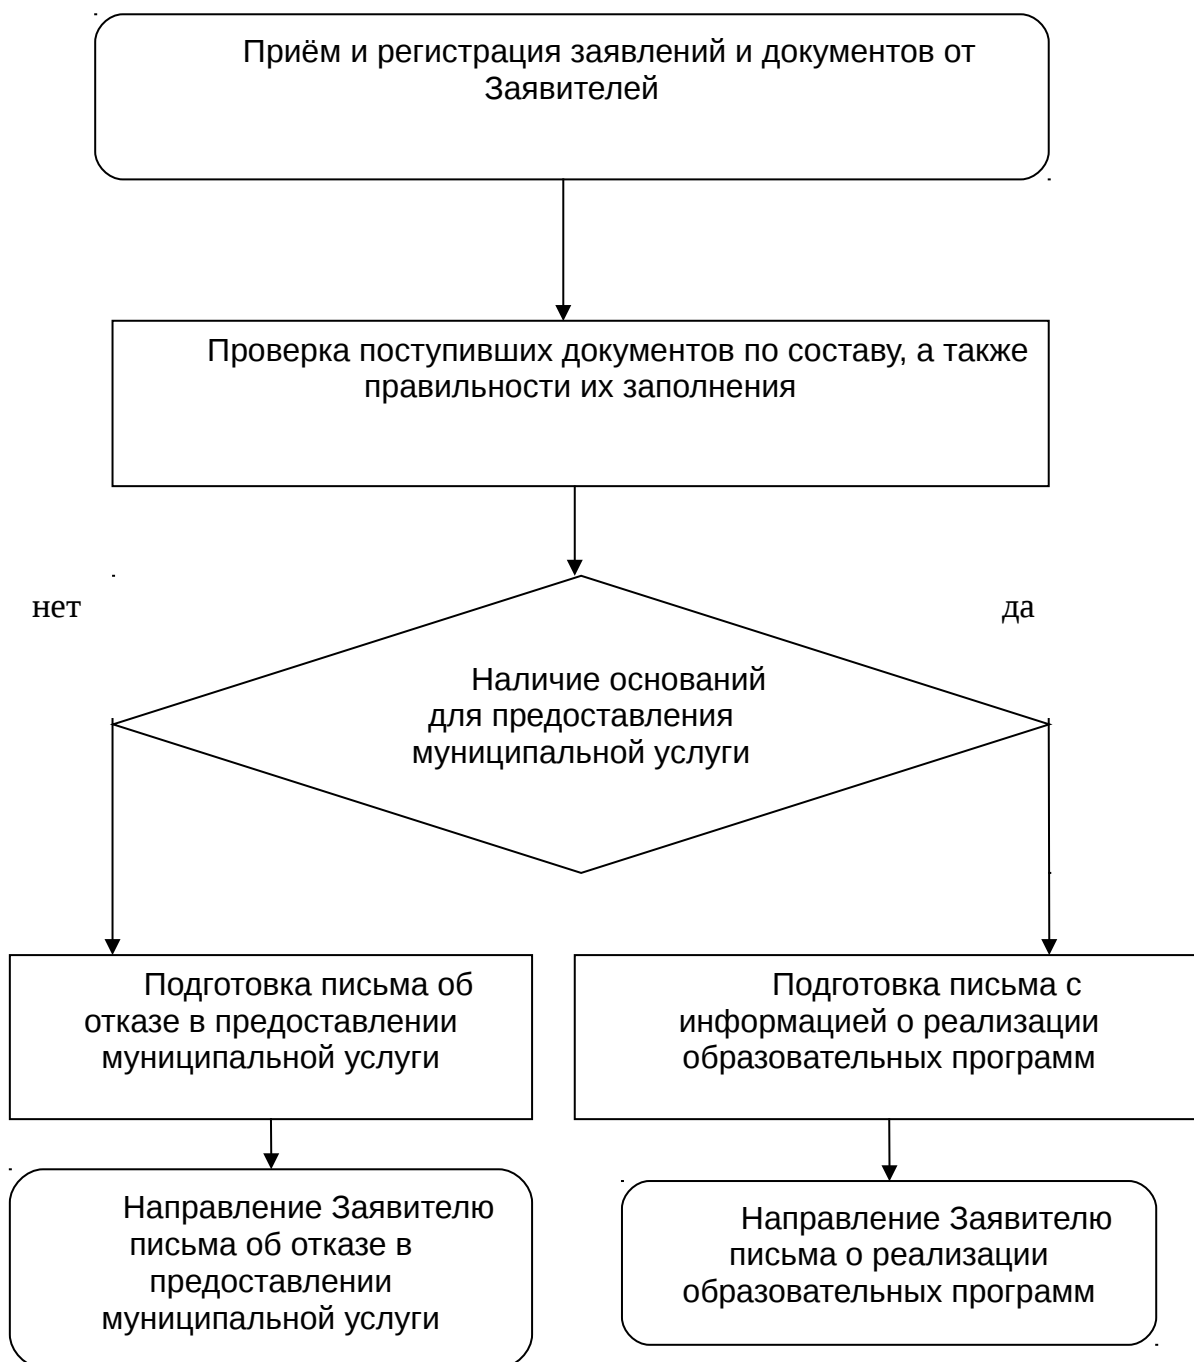 Приём и регистрация заявлений и документов от
Заявителей
Проверка поступивших документов по составу, а также
правильности их заполнения
нет
да
Наличие оснований
для предоставления
муниципальной услуги
Подготовка письма об
отказе в предоставлении
муниципальной услуги
Подготовка письма с
информацией о реализации
образовательных программ
Направление Заявителю
письма об отказе в
предоставлении
муниципальной услуги
Направление Заявителю
письма о реализации
образовательных программ